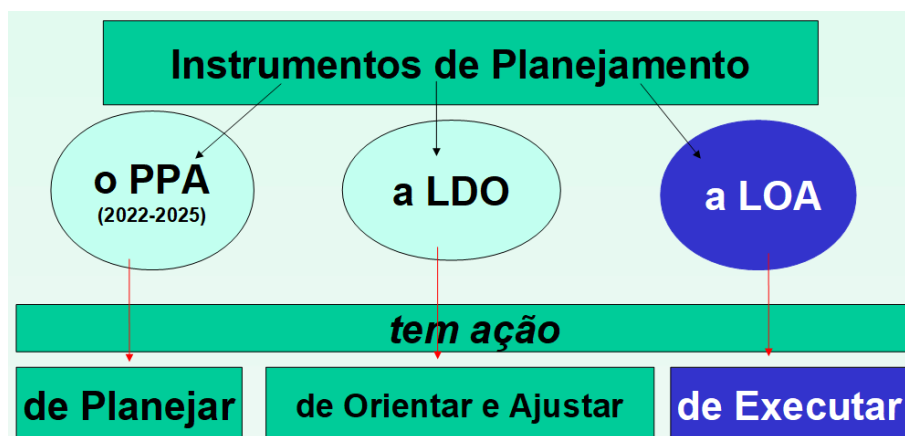 Instrumentos de Planejamento
o PPA
(2022-2025)
a LDO
a LOA
tem ação
de Planejar
de Orientar e Ajustar
de Executar